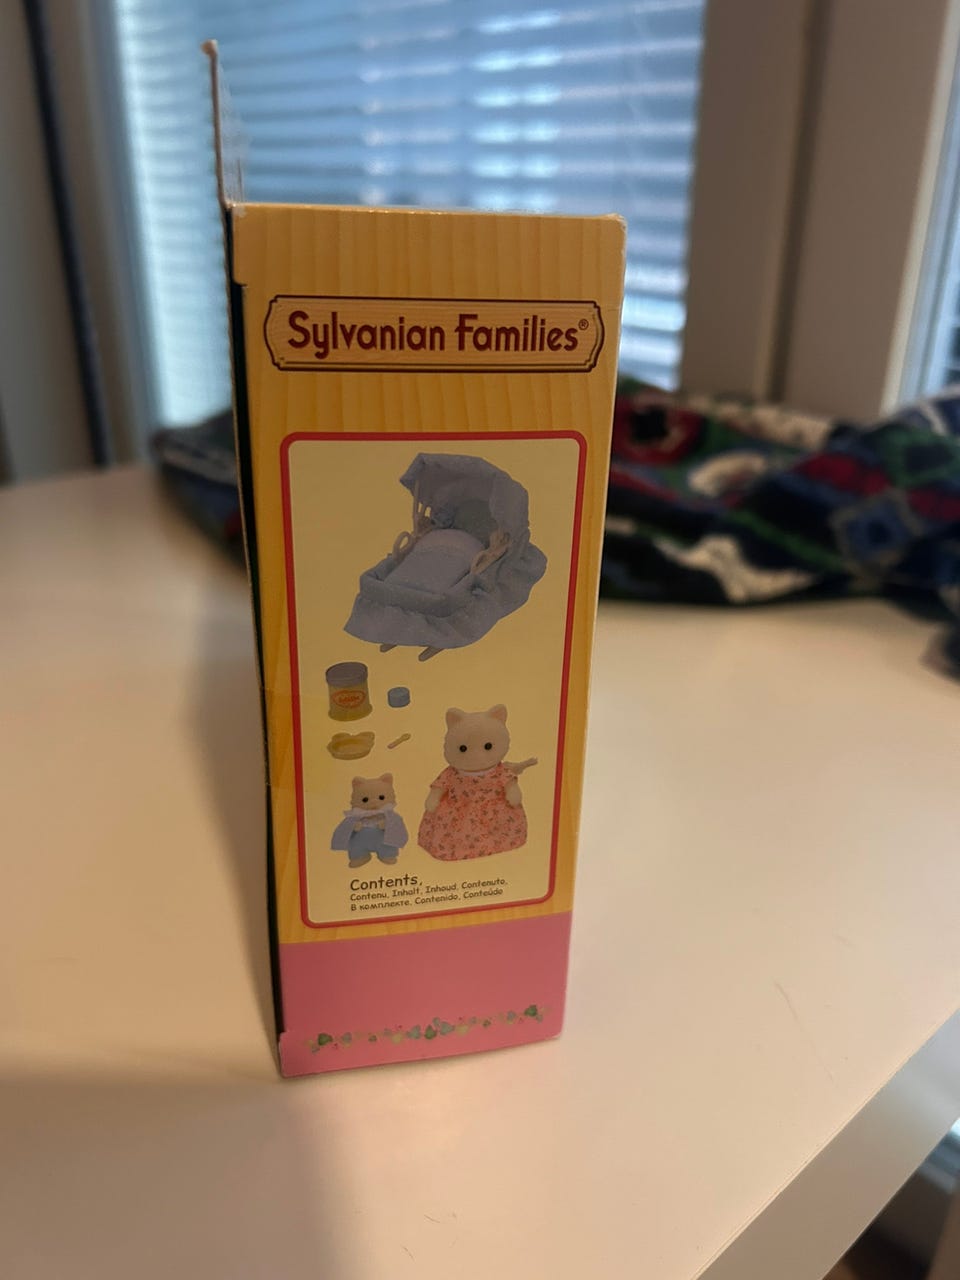 Sylvanian Families®
Contents,
Contenu, Inhalt, Inhoud, Contenuto,
В комплекте, Contenido, Conteúdo